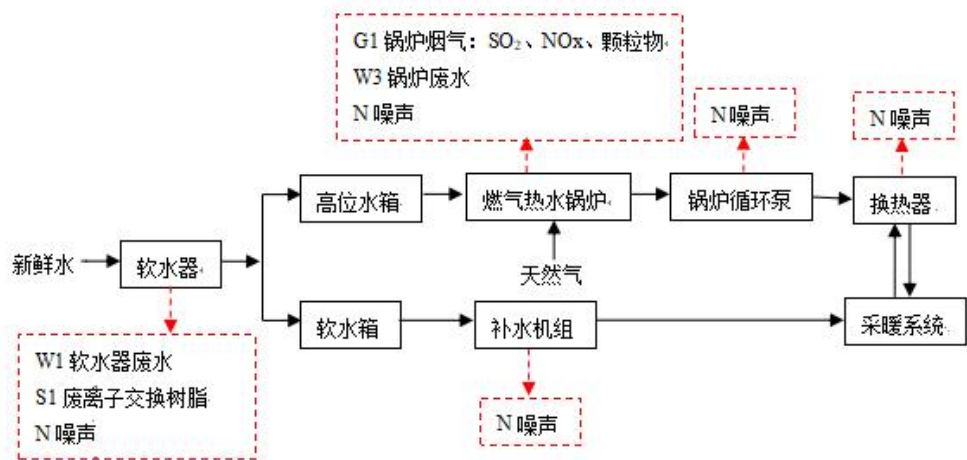 G1 锅炉烟气：SO₂、NOx、颗粒物
W3 锅炉废水
N 噪声
N 噪声
N 噪声
高位水箱
燃气热水锅炉
锅炉循环泵
换热器
新鲜水
软水器
天然气
软水箱
补水机组
采暖系统
W1 软水器废水
S1 废离子交换树脂
N 噪声
N 噪声